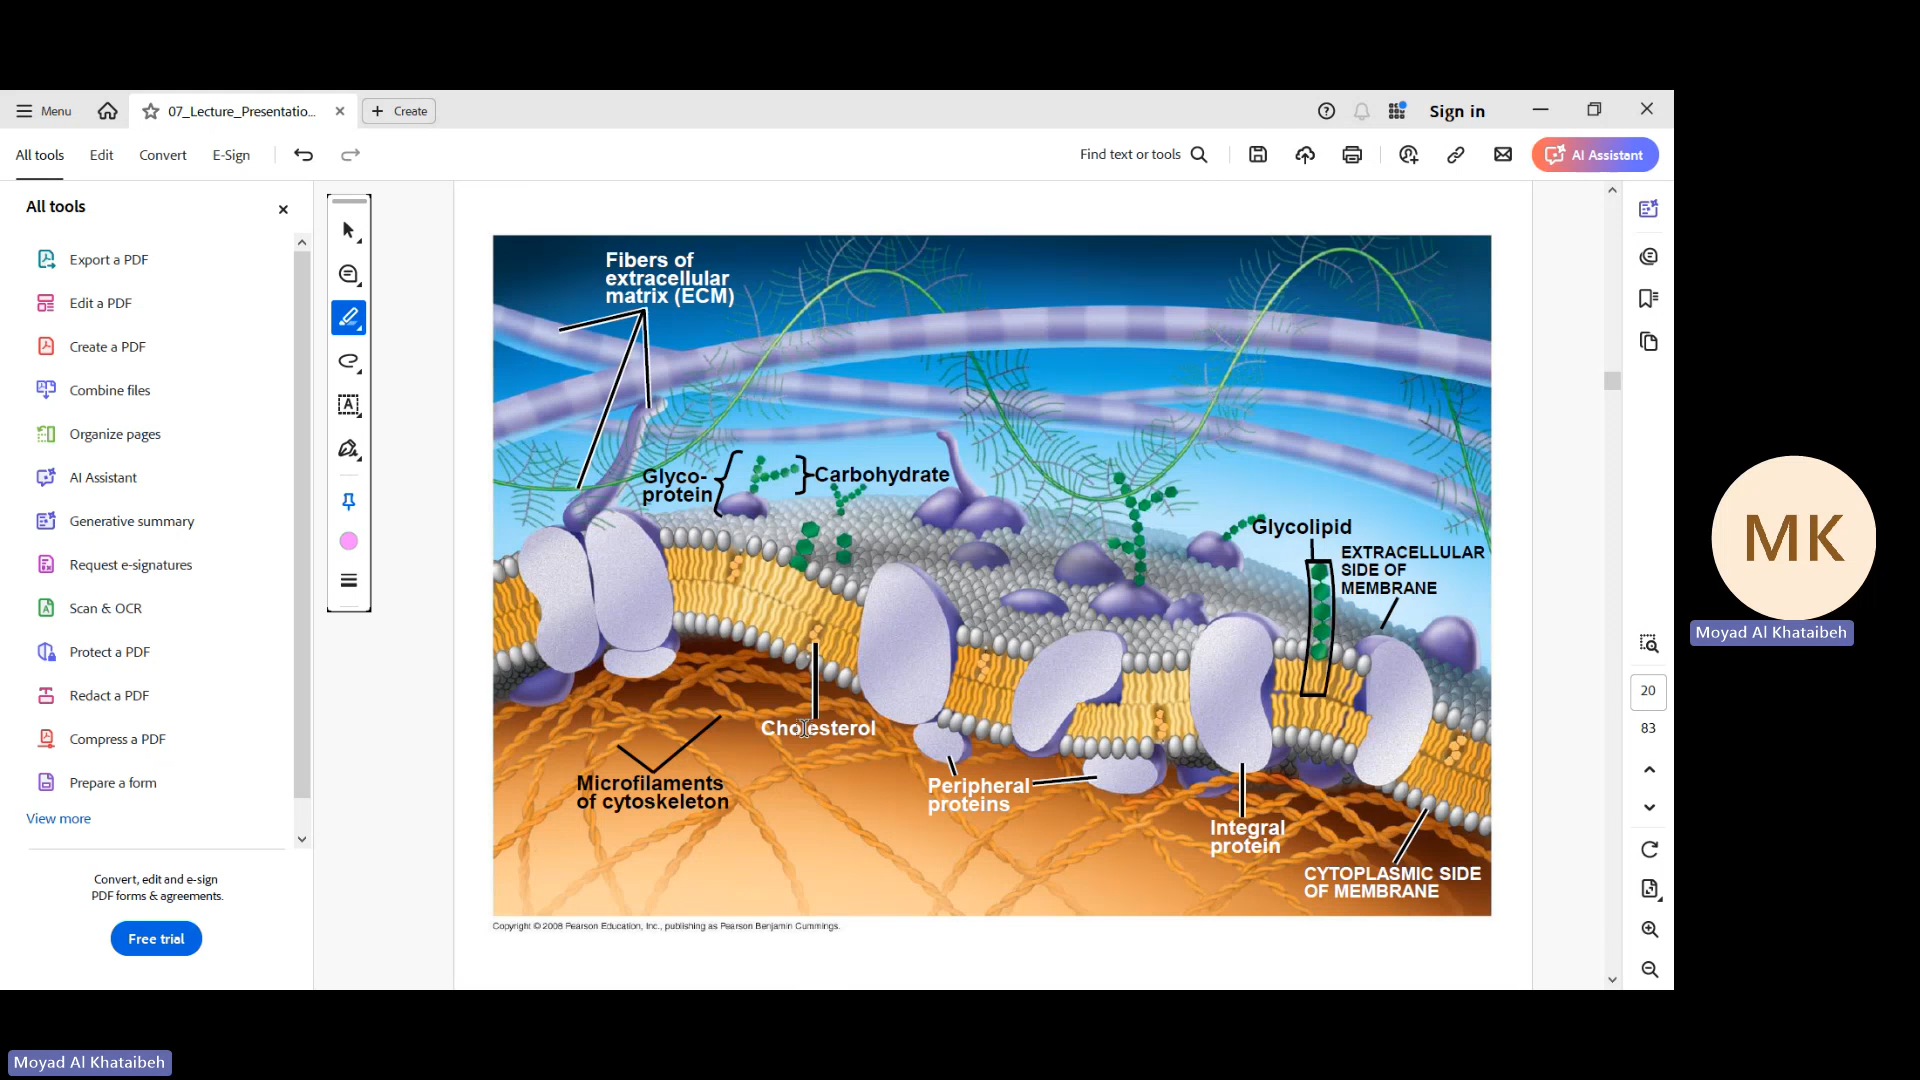 Menu
07_Lecture_Presentatio...
Create
Sign in
All tools
Edit
Convert
E-Sign
Find text or tools
AI Assistant
All tools
Export a PDF
Edit a PDF
Create a PDF
Combine files
Organize pages
AI Assistant
Generative summary
Request e-signatures
Scan & OCR
Protect a PDF
Redact a PDF
Compress a PDF
Prepare a form
View more
Convert, edit and e-sign
PDF forms & agreements.
Free trial
Fibers of
extracellular
matrix (ECM)
Glyco-
protein
Carbohydrate
Glycolipid
EXTRACELLULAR
SIDE OF
MEMBRANE
Cholesterol
Microfilaments
of cytoskeleton
Peripheral
proteins
Integral
protein
CYTOPLASMIC SIDE
OF MEMBRANE
Copyright © 2008 Pearson Education, Inc., publishing as Pearson Benjamin Cummings.
20
83
MK
Moyad Al Khataibeh
Moyad Al Khataibeh